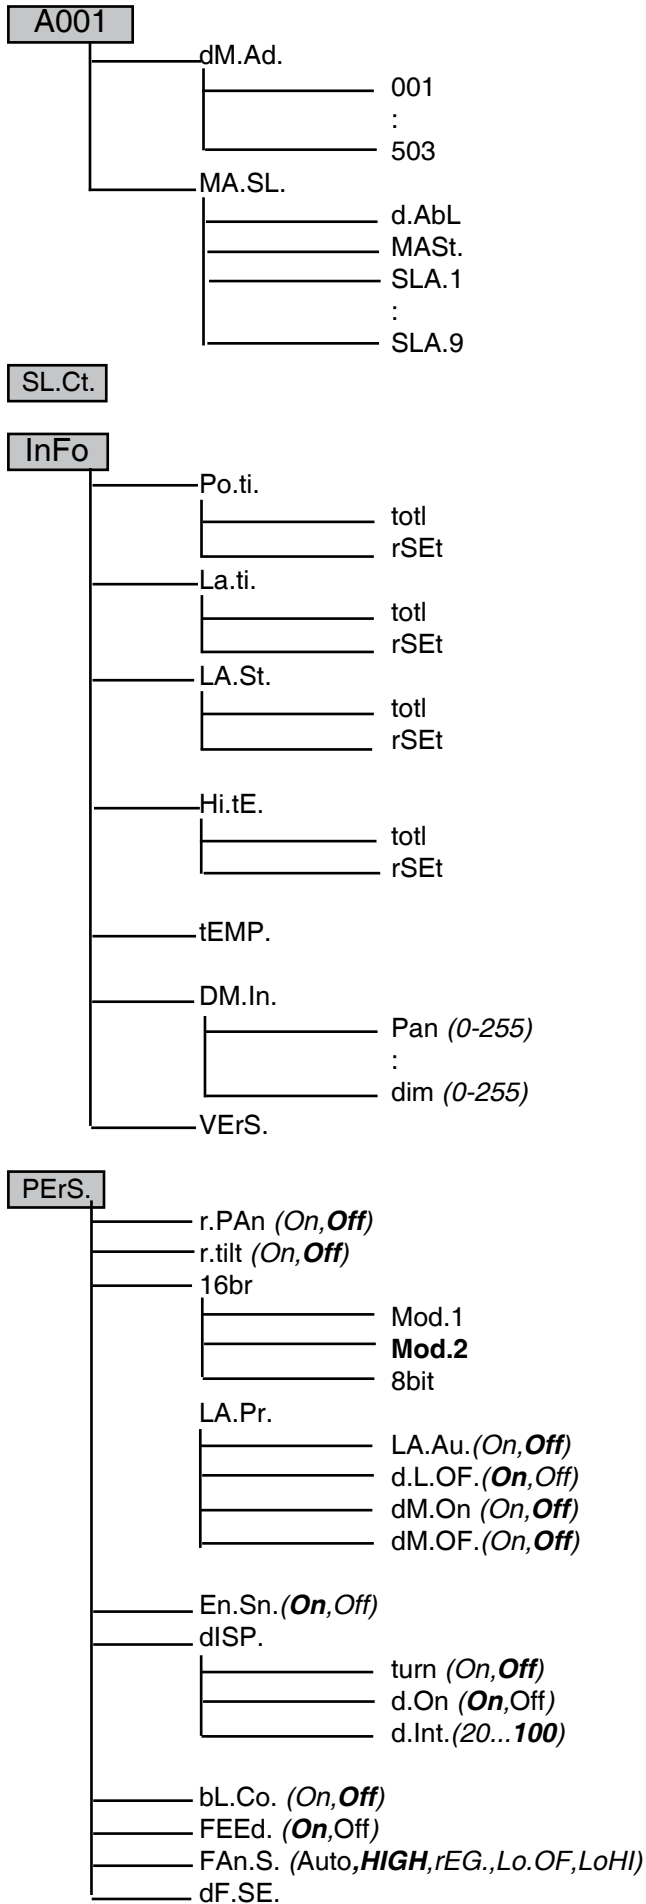 A001
dM.Ad.
001
:
503
MA.SL.
d.AbL
MASt.
SLA.1
:
SLA.9
SL.Ct.
InFo
Po.ti.
totl
rSEt
La.ti.
totl
rSEt
LA.St.
totl
rSEt
Hi.tE.
totl
rSEt
tEMP.
DM.In.
Pan (0-255)
:
dim (0-255)
VErS.
PErS.
r.PAn (On,Off)
r.tilt (On,Off)
16br
Mod.1
Mod.2
8bit
LA.Pr.
LA.Au.(On,Off)
d.L.OF.(On,Off)
dM.On (On,Off)
dM.OF.(On,Off)
En.Sn.(On,Off)
dISP.
turn (On,Off)
d.On (On,Off)
d.Int.(20...100)
bL.Co. (On,Off)
FEEd. (On,Off)
FAn.S. (Auto,HIGH,rEG.,Lo.OF,LoHI)
dF.SE.